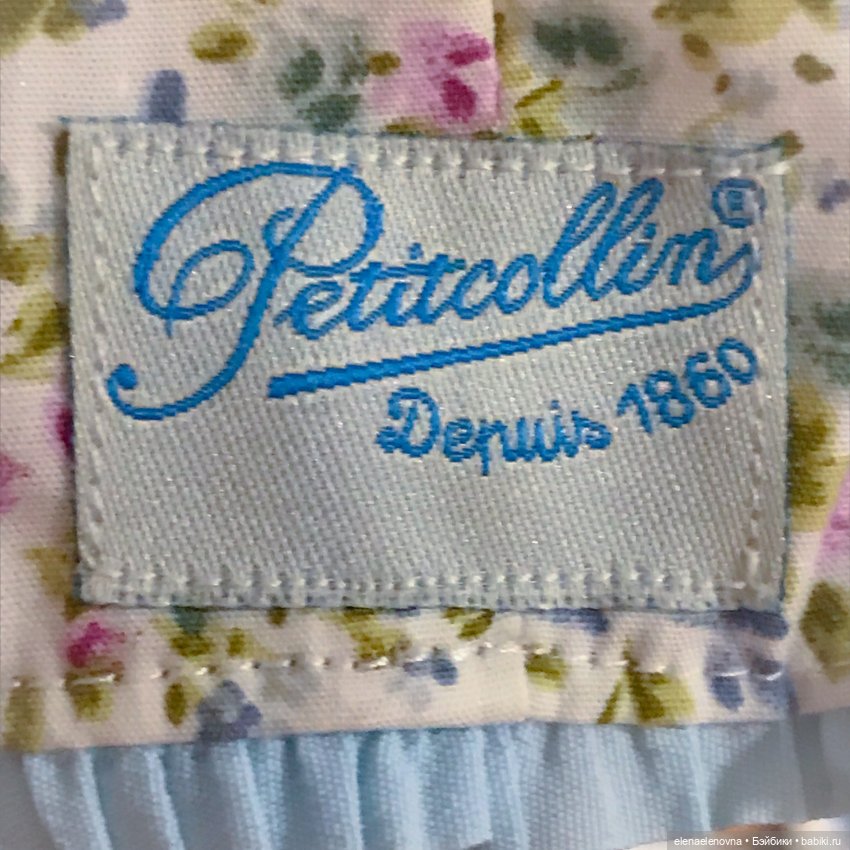 Petitcollin®
Depuis 1860
elenaelenovna • Бэйбики • babiki.ru